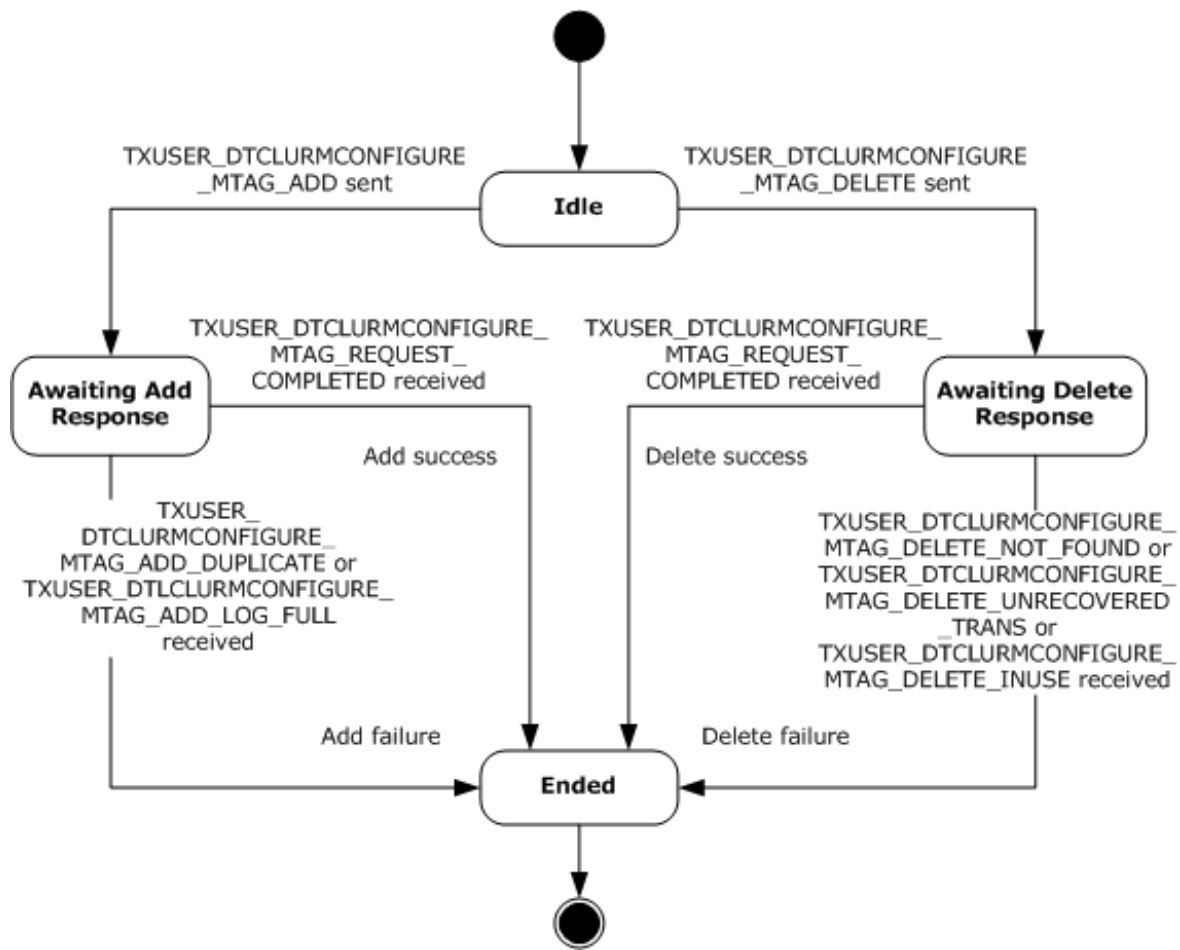 TXUSER_DTCLURMCONFIGURE
_MTAG_ADD sent
TXUSER_DTCLURMCONFIGURE
_MTAG_DELETE sent
Idle
TXUSER_DTCLURMCONFIGURE_
MTAG_REQUEST_
COMPLETED received
TXUSER_DTCLURMCONFIGURE_
MTAG_REQUEST_
COMPLETED received
Awaiting Add
Response
Awaiting Delete
Response
Add success
Delete success
TXUSER_
DTCLURMCONFIGURE_
MTAG_ADD_DUPLICATE or
TXUSER_DTLCLURMCONFIGURE_
MTAG_ADD_LOG_FULL
received
TXUSER_DTCLURMCONFIGURE_
MTAG_DELETE_NOT_FOUND or
TXUSER_DTCLURMCONFIGURE_
MTAG_DELETE_UNRECOVERED
_TRANS or
TXUSER_DTCLURMCONFIGURE_
MTAG_DELETE_INUSE received
Add failure
Delete failure
Ended